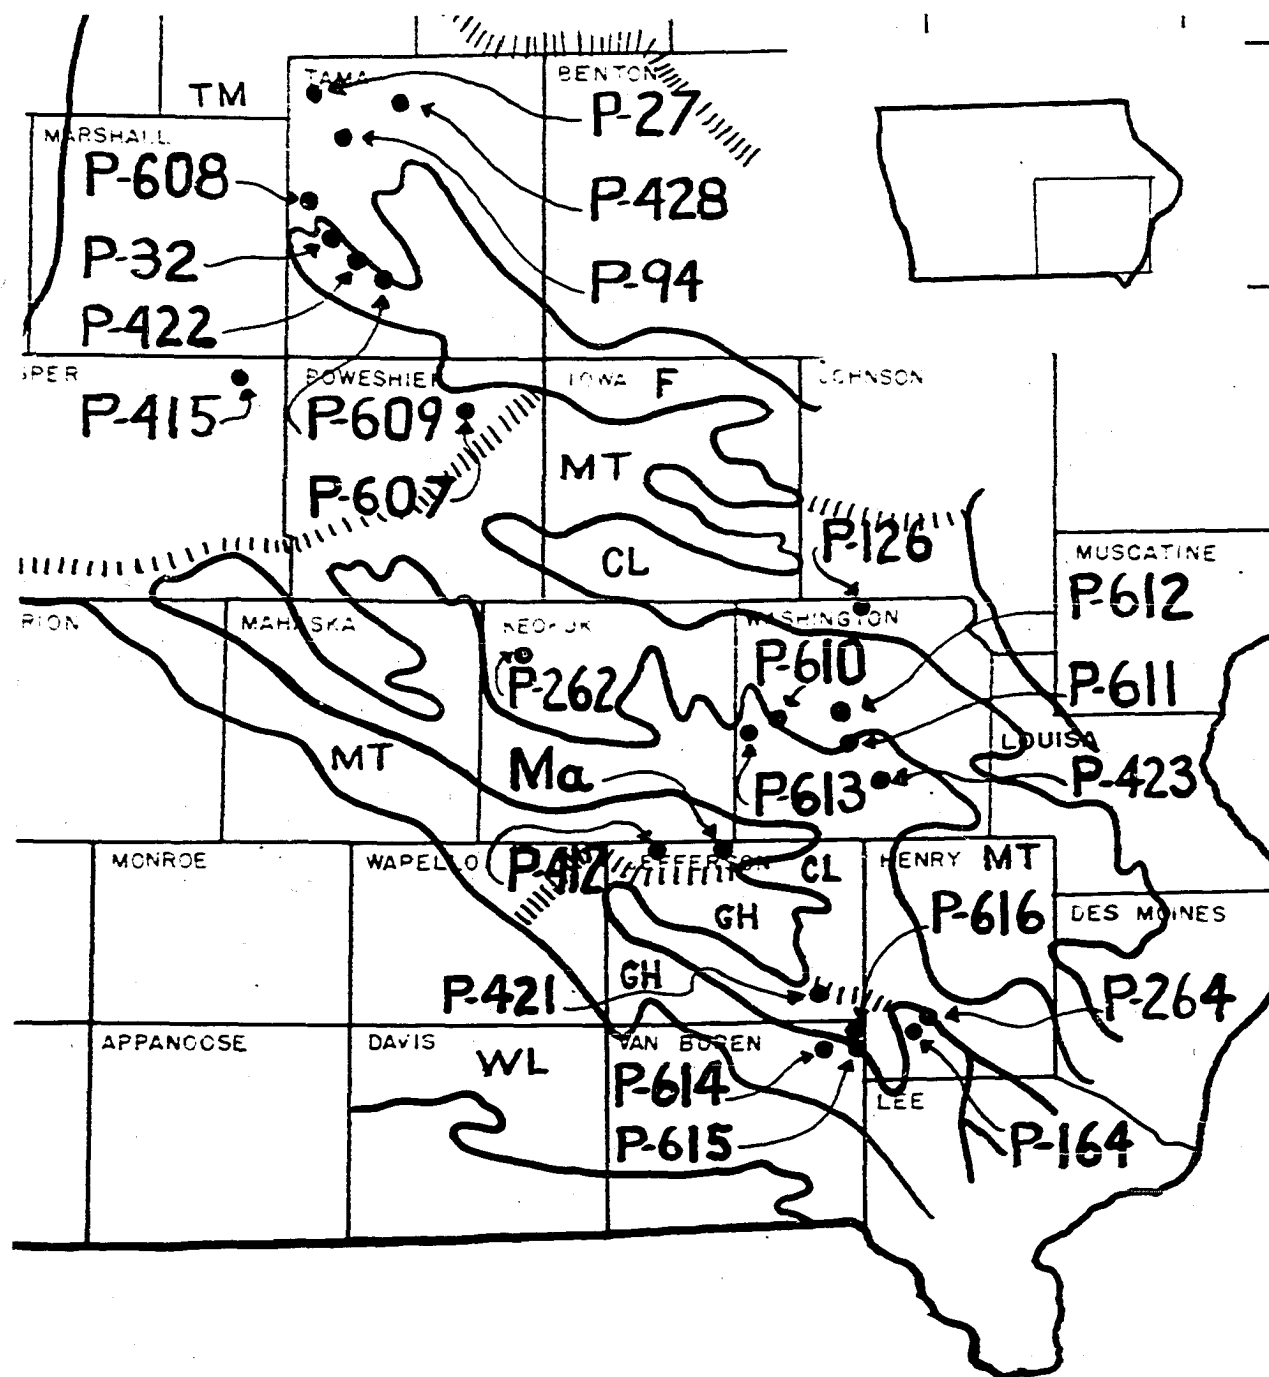 TAMA
BENTON
TM
P-27
MARSHALL
P-608
P-428
P-32
P-94
P-422
SPER
POWESHIEK
IOWA
F
JOHNSON
P-415
P-609
MT
P-607
P-126
MUSCATINE
CL
P-612
RION
MAHASKA
KEOKUK
WASHINGTON
P-610
P-262
P-611
MT
Ma
LOUISA
P-613
P-423
MONROE
WAPELLO
P-412
JEFFERSON
CL
HENRY
MT
GH
P-616
DES MOINES
GH
P-421
P-264
APPANOOSE
DAVIS
VAN BUREN
WL
P-614
LEE
P-615
P-164